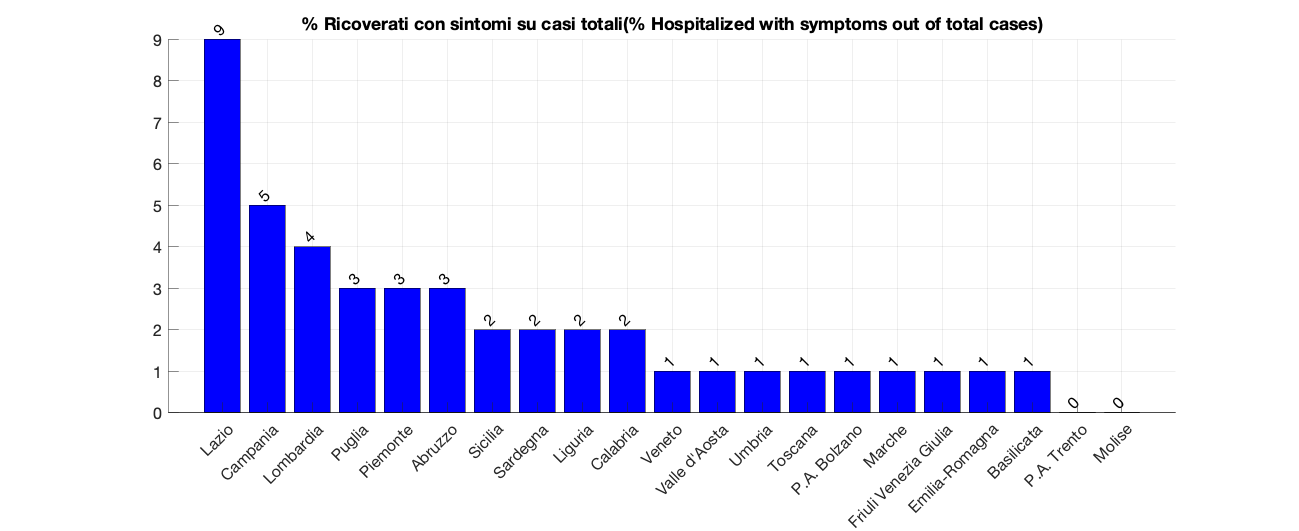 % Ricoverati con sintomi su casi totali(% Hospitalized with symptoms out of total cases)
9
8
7
6
5
4
3
2
1
0
9
5
4
3
3
3
2
2
2
2
1
1
1
1
1
1
1
1
1
0
0
Lazio
Campania
Lombardia
Puglia
Piemonte
Abruzzo
Sicilia
Sardegna
Liguria
Calabria
Veneto
Valle d'Aosta
Umbria
Toscana
P.A. Bolzano
Marche
Friuli Venezia Giulia
Emilia-Romagna
Basilicata
P.A. Trento
Molise